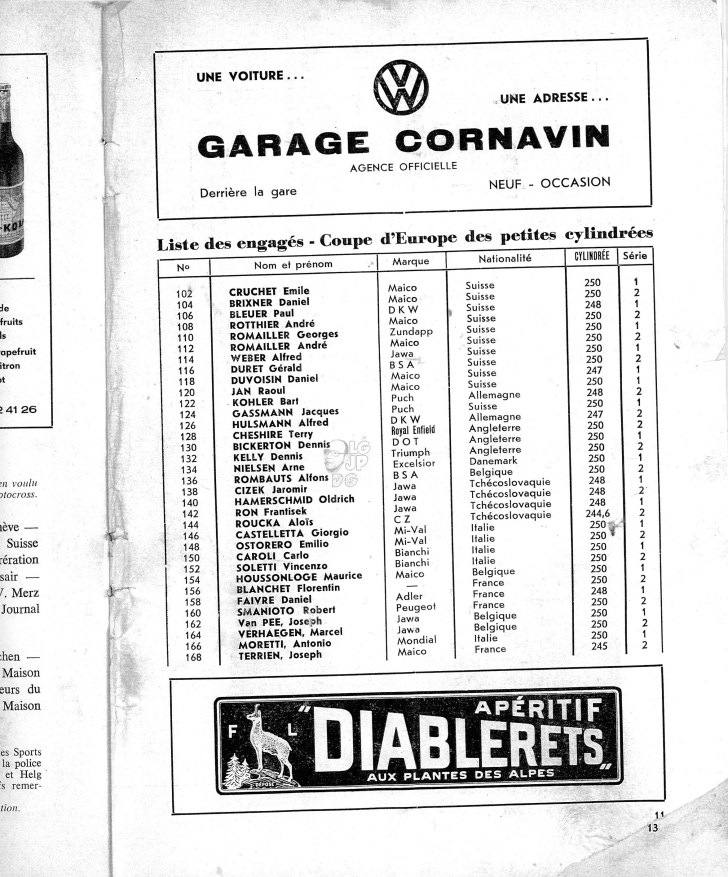 UNE VOITURE...
UNE ADRESSE...
GARAGE CORNAVIN
AGENCE OFFICIELLE
Derrière la gare
NEUF - OCCASION
Liste des engagés - Coupe d'Europe des petites cylindrées
No Nom et prénom Marque Nationalité CYLINDRÉE Série
102 CRUCHET Emile Maico Suisse 250 1
104 BRIXNER Daniel Maico Suisse 250 2
106 BLEUER Paul DKW Suisse 248 1
108 ROTTHIER André Maico Suisse 250 2
110 ROMAILLER Georges Zundapp Suisse 250 1
112 ROMAILLER André Maico Suisse 250 2
114 WEBER Alfred Jawa Suisse 250 1
116 DURET Gérald BSA Suisse 250 2
118 DUVOISIN Daniel Maico Suisse 247 1
120 JAN Raoul Maico Suisse 250 1
122 KOHLER Bart Puch Allemagne 248 2
124 GASSMANN Jacques Puch Suisse 250 1
126 HULSMANN Alfred DKW Allemagne 247 2
128 CHESHIRE Terry Royal Enfield Angleterre 250 1
130 BICKERTON Dennis DOT Angleterre 250 2
132 KELLY Dennis Triumph Angleterre 250 2
134 NIELSEN Arne Excelsior Danemark 250 1
136 ROMBAUTS Alfons BSA Belgique 250 2
138 CIZEK Jaromir Jawa Tchécoslovaquie 248 1
140 HAMERSCHMID Oldrich Jawa Tchécoslovaquie 248 2
142 RON Frantisek Jawa Tchécoslovaquie 248 1
144 ROUCKA Aloïs CZ Tchécoslovaquie 244,6 2
146 CASTELLETTA Giorgio Mi-Val Italie 250 1
148 OSTORERO Emilio Mi-Val Italie 250 2
150 CAROLI Carlo Bianchi Italie 250 1
152 SOLETTI Vincenzo Bianchi Italie 250 2
154 HOUSSONLOGE Maurice Maico Belgique 250 1
156 BLANCHET Florentin — France 250 2
158 FAIVRE Daniel Adler France 248 1
160 SMANIOTO Robert Peugeot France 250 2
162 Van PEE, Joseph Jawa Belgique 250 1
164 VERHAEGEN, Marcel Jawa Belgique 250 2
166 MORETTI, Antonio Mondial Italie 250 1
168 TERRIEN, Joseph Maico France 245 2
F L
APÉRITIF
"DIABLERETS"
AUX PLANTES DES ALPES
DÉPOSÉ
11
13
de
fruits
ls
rapefruit
itron
ot
2 41 26
en voulu
otocross.
nève —
Suisse
rération
sair —
V. Merz
Journal
chen —
Maison
eurs du
Maison
es Sports
la police
et Helg
fs remer-
tion.